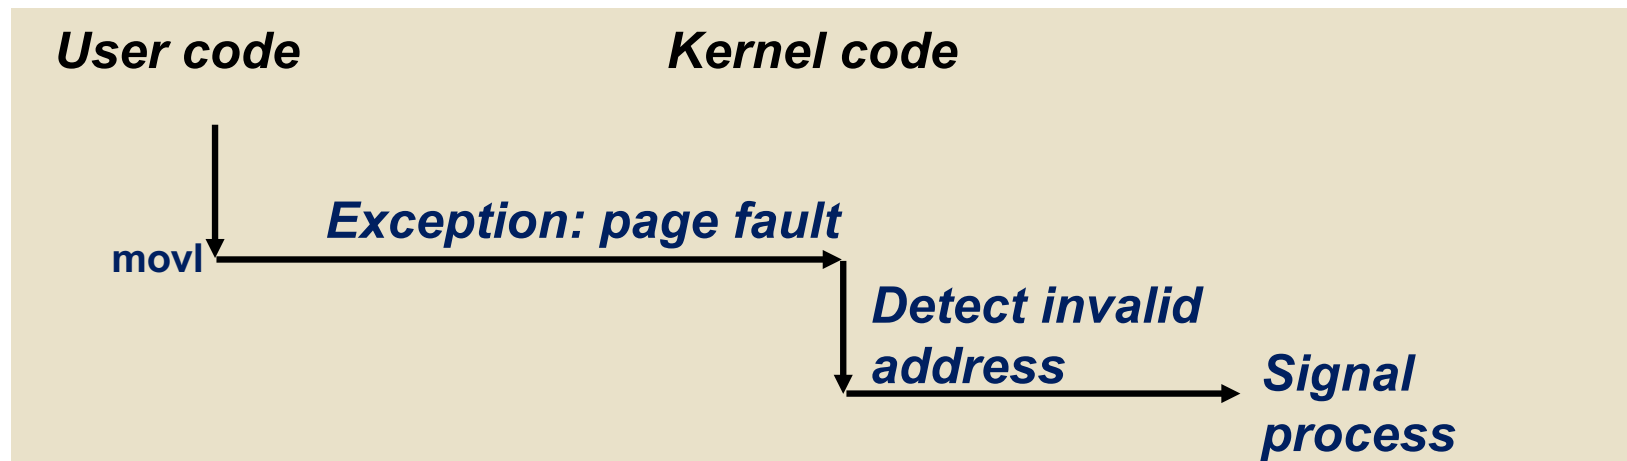 User code
Kernel code
Exception: page fault
movl
Detect invalid
address
Signal
process